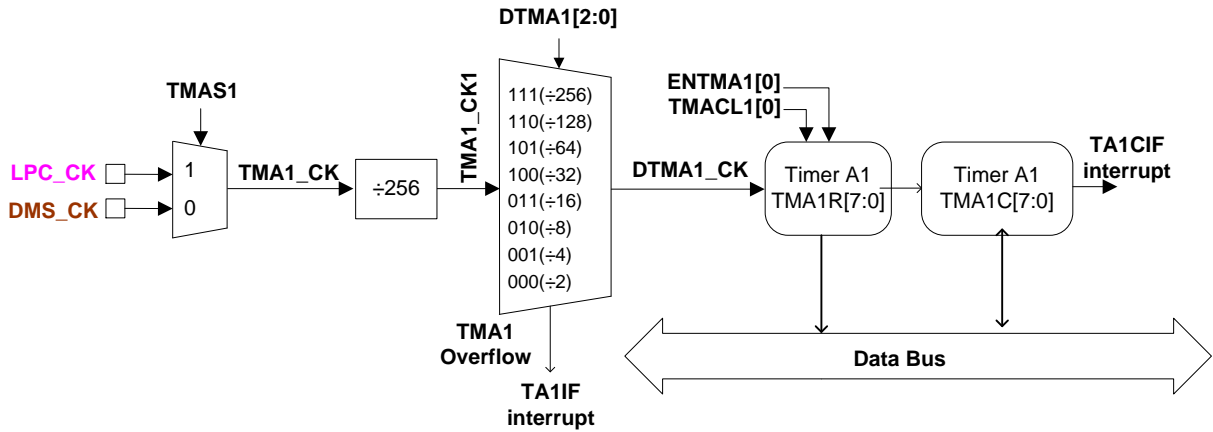 DTMA1[2:0]
TMAS1
LPC_CK
DMS_CK
1
0
TMA1_CK
÷256
TMA1_CK1
111(÷256)
110(÷128)
101(÷64)
100(÷32)
011(÷16)
010(÷8)
001(÷4)
000(÷2)
TMA1
Overflow
TA1IF
interrupt
DTMA1_CK
ENTMA1[0]
TMACL1[0]
Timer A1
TMA1R[7:0]
Timer A1
TMA1C[7:0]
TA1CIF
interrupt
Data Bus